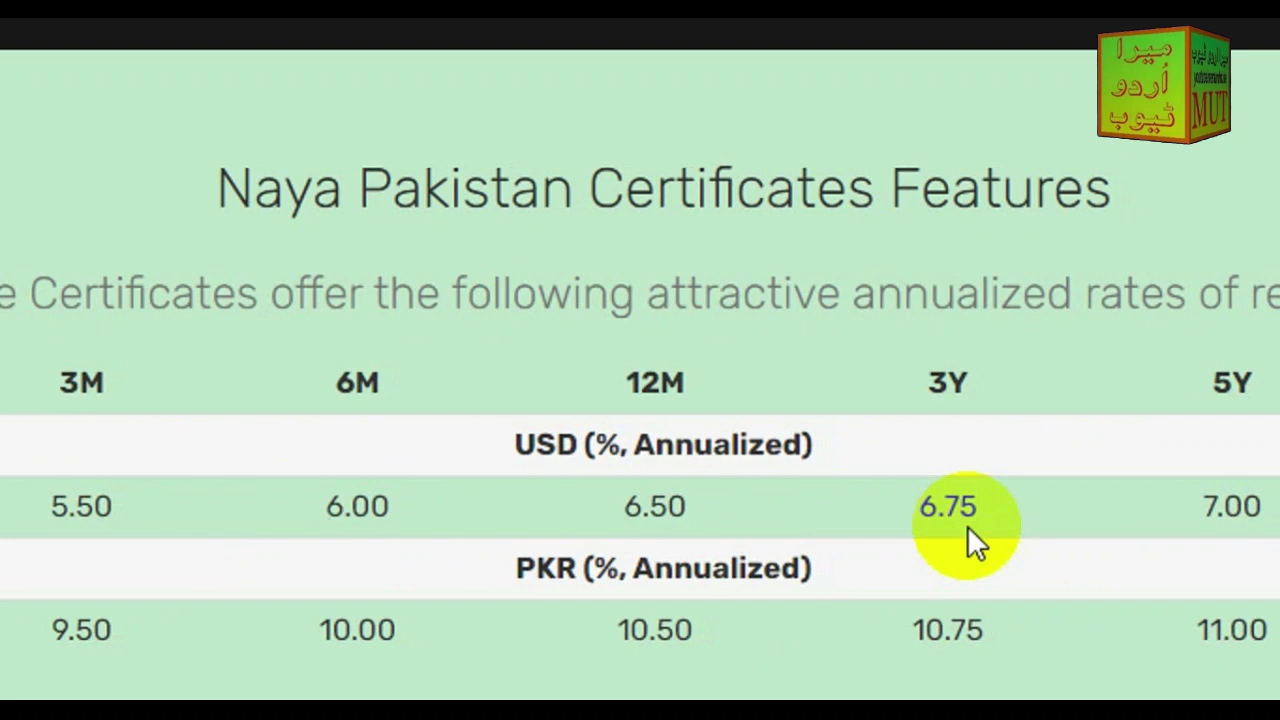 میرا
اُردو
ٹیوب
MUT
Naya Pakistan Certificates Features
e Certificates offer the following attractive annualized rates of re
3M 6M 12M 3Y 5Y
USD (%, Annualized)
5.50 6.00 6.50 6.75 7.00
PKR (%, Annualized)
9.50 10.00 10.50 10.75 11.00